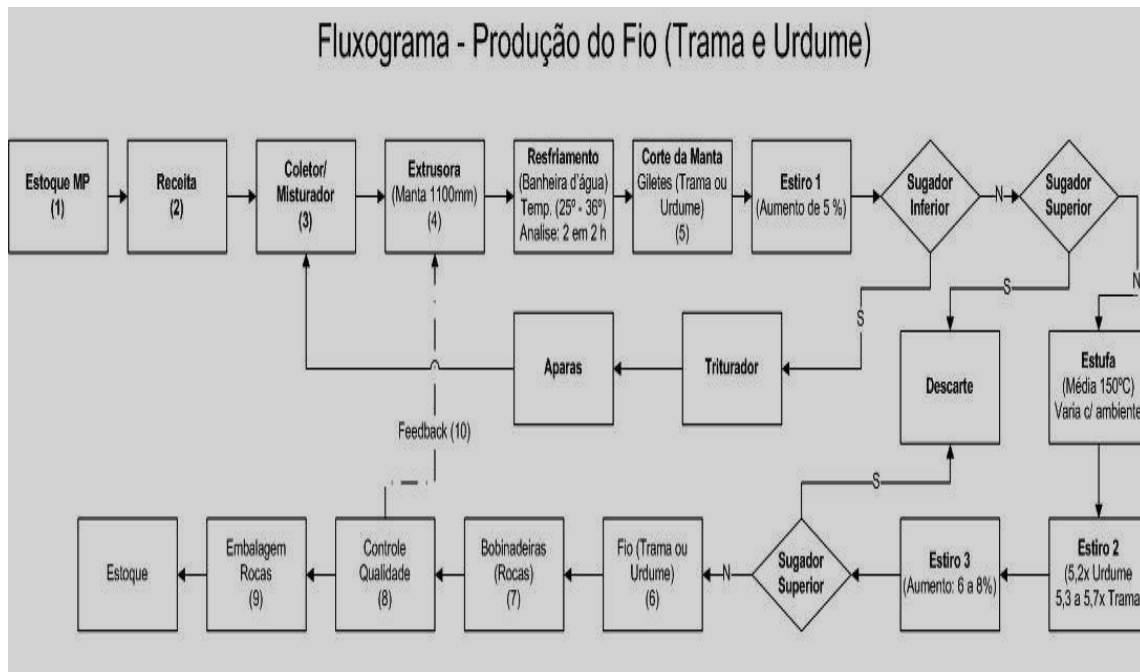 Fluxograma - Produção do Fio (Trama e Urdume)
Estoque MP
(1)
Receita
(2)
Coletor/
Misturador
(3)
Extrusora
(Manta 1100mm)
(4)
Resfriamento
(Banheira d'água)
Temp. (25º - 36º)
Analise: 2 em 2 h
Corte da Manta
Giletes (Trama ou
Urdume)
(5)
Estiro 1
(Aumento de 5 %)
Sugador
Inferior
N
Sugador
Superior
N
S
S
Aparas
Triturador
Descarte
Estufa
(Média 150ºC)
Varia c/ ambiente
Feedback (10)
S
Estoque
Embalagem
Rocas
(9)
Controle
Qualidade
(8)
Bobinadeiras
(Rocas)
(7)
Fio (Trama ou
Urdume)
(6)
N
Sugador
Superior
Estiro 3
(Aumento: 6 a 8%)
Estiro 2
(5,2x Urdume
5,3 a 5,7x Trama